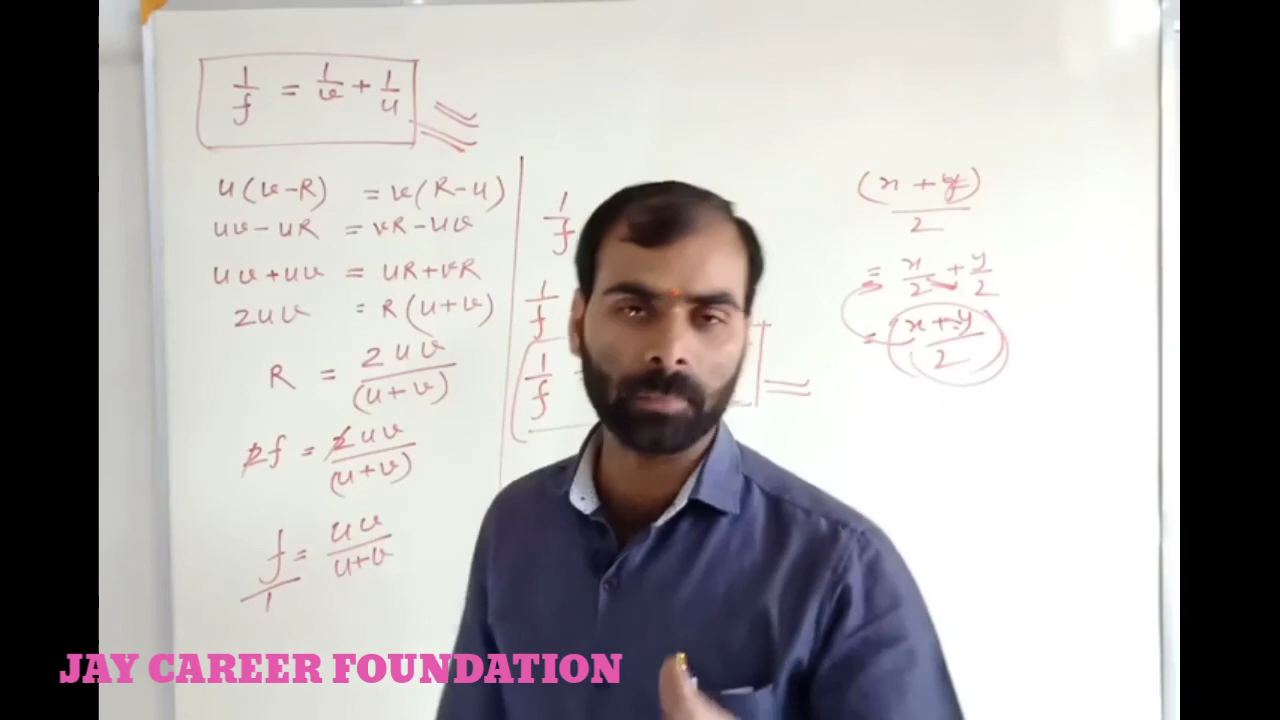 1/f = 1/v + 1/u
u(v-R) = v(R-u)
uv - uR = vR - uv
uv + uv = uR + vR
2uv = R(u+v)
R = 2uv/(u+v)
2f = 2uv/(u+v)
f/1 = uv/u+v
1/f
1/f
1/f
(x + y)/2
= x/2 + y/2
= x+y/2
JAY CAREER FOUNDATION